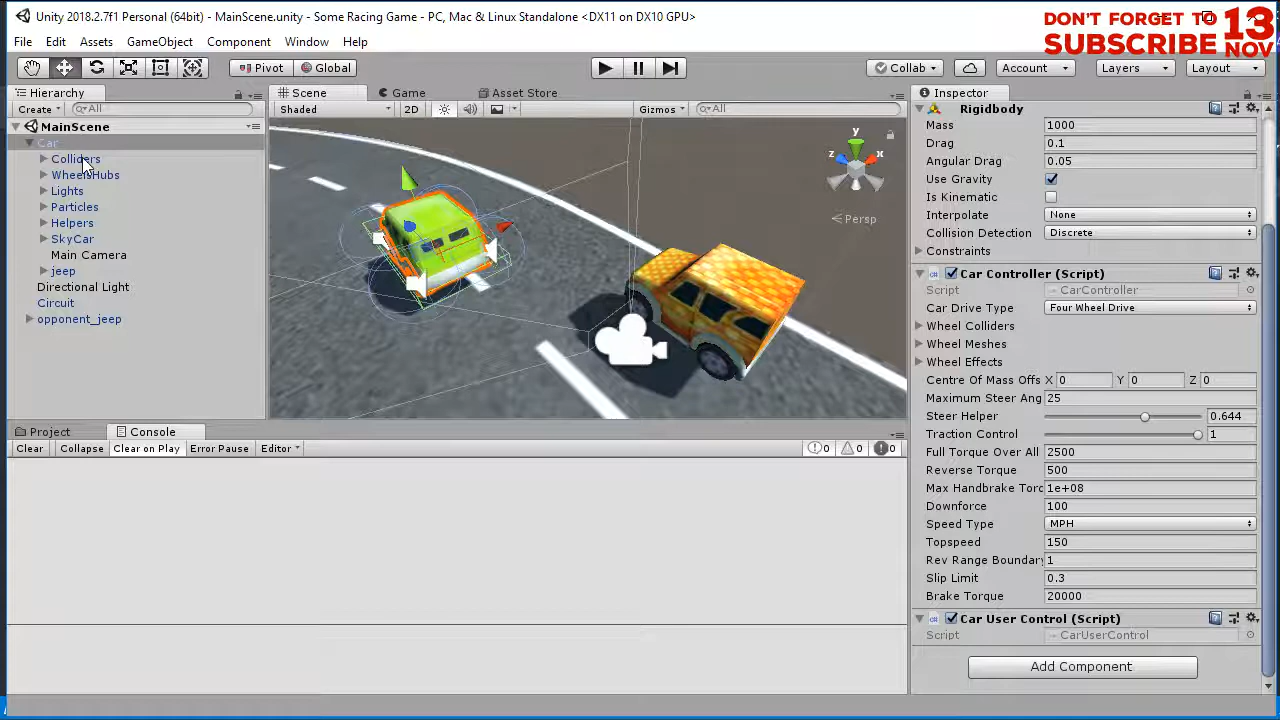 Unity 2018.2.7f1 Personal (64bit) - MainScene.unity - Some Racing Game - PC, Mac & Linux Standalone <DX11 on DX10 GPU>
DON'T FORGET TO SUBSCRIBE 13 NOV
File Edit Assets GameObject Component Window Help
Pivot Global Collab Account Layers Layout
Hierarchy
Create All
MainScene
Car
Colliders
WheelHubs
Lights
Particles
Helpers
SkyCar
Main Camera
jeep
Directional Light
Circuit
opponent_jeep
Scene Game Asset Store
Shaded 2D Gizmos All
y
z x
Persp
Project Console
Clear Collapse Clear on Play Error Pause Editor 0 0 0
Inspector
Rigidbody
Mass 1000
Drag 0.1
Angular Drag 0.05
Use Gravity
Is Kinematic
Interpolate None
Collision Detection Discrete
Constraints
Car Controller (Script)
Script CarController
Car Drive Type Four Wheel Drive
Wheel Colliders
Wheel Meshes
Wheel Effects
Centre Of Mass Offs X 0 Y 0 Z 0
Maximum Steer Ang 25
Steer Helper 0.644
Traction Control 1
Full Torque Over All 2500
Reverse Torque 500
Max Handbrake Torc 1e+08
Downforce 100
Speed Type MPH
Topspeed 150
Rev Range Boundary 1
Slip Limit 0.3
Brake Torque 20000
Car User Control (Script)
Script CarUserControl
Add Component